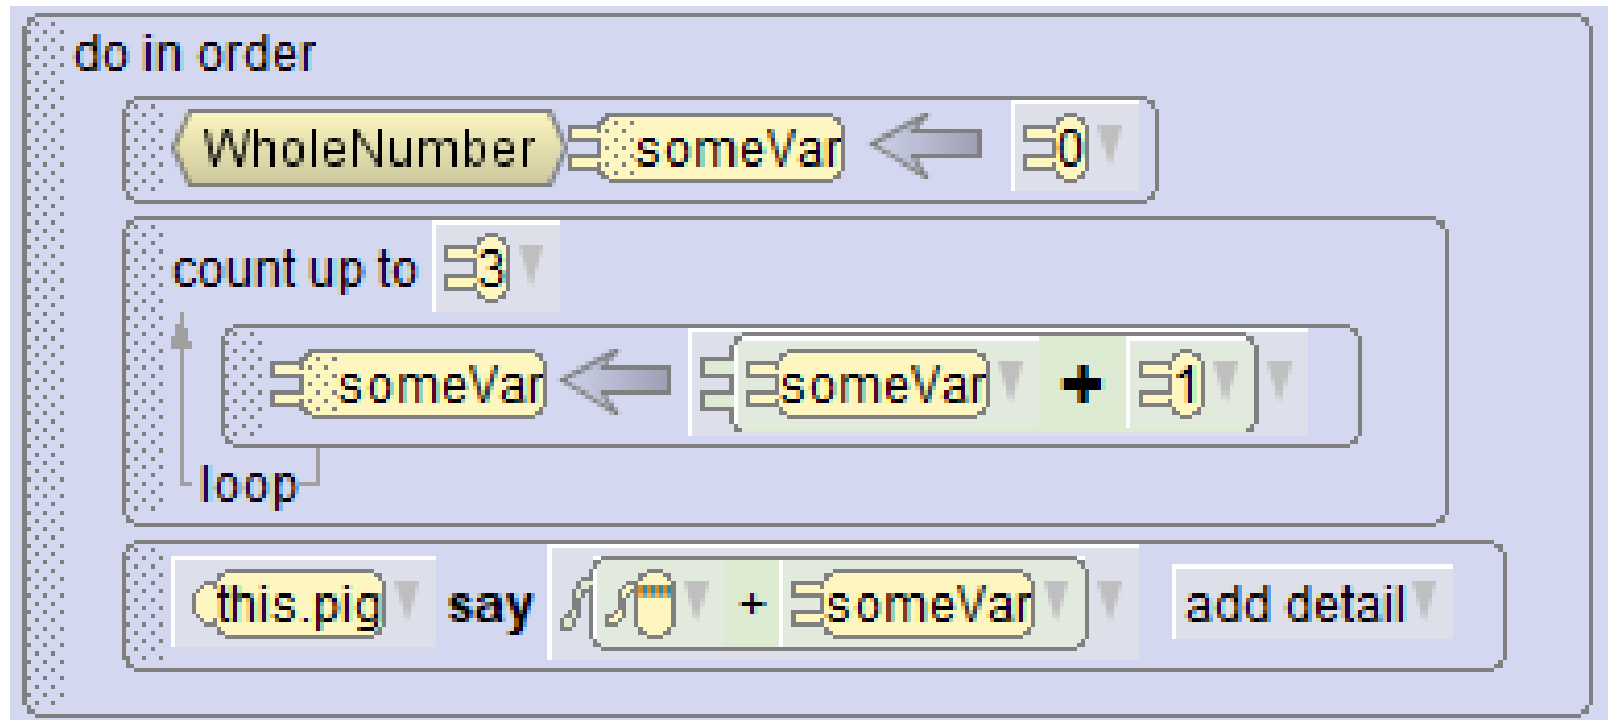 do in order
WholeNumber someVar 0
count up to 3
someVar someVar + 1
loop
this.pig say + someVar add detail